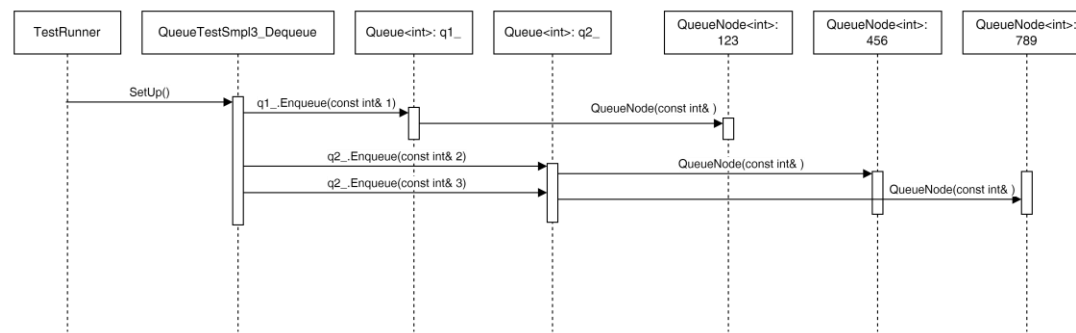 TestRunner
QueueTestSmpl3_Dequeue
Queue<int>: q1_
Queue<int>: q2_
QueueNode<int>:
123
QueueNode<int>:
456
QueueNode<int>:
789
SetUp()
q1_.Enqueue(const int& 1)
QueueNode(const int& )
q2_.Enqueue(const int& 2)
QueueNode(const int& )
q2_.Enqueue(const int& 3)
QueueNode(const int& )